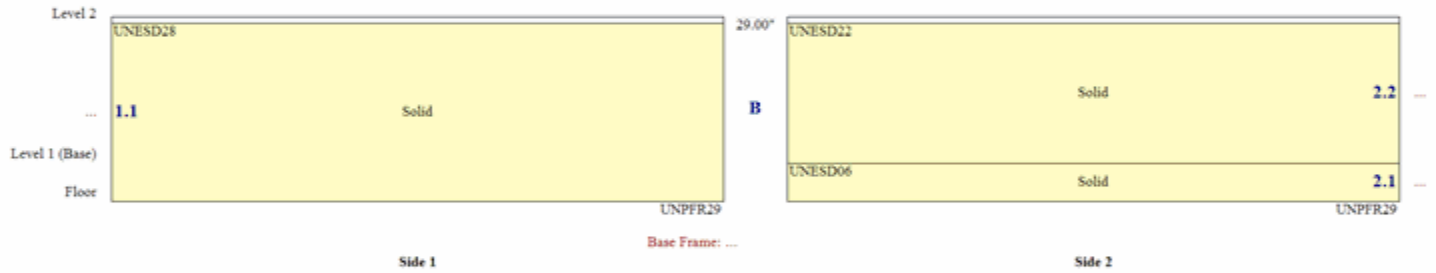 Level 2
UNESD28
29.00"
UNESD22
... 1.1 Solid B Solid 2.2 ...
Level 1 (Base)
UNESD06
Floor
Solid 2.1 ...
UNPFR29 UNPFR29
Base Frame: ...
Side 1 Side 2